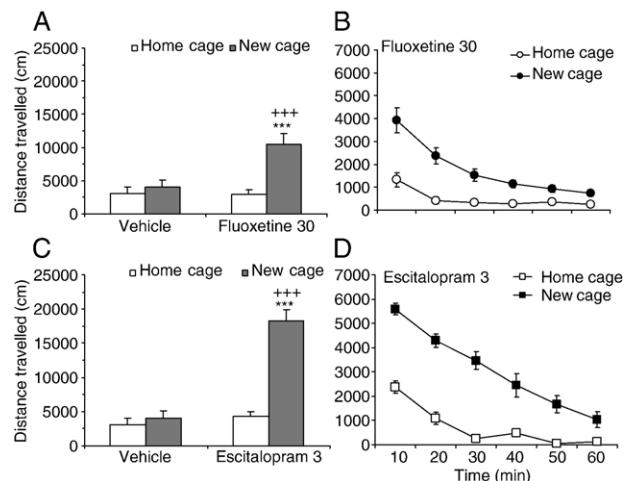 A
Distance travelled (cm)
25000
20000
15000
10000
5000
0
Home cage New cage
+++
***
Vehicle Fluoxetine 30
B
7000
6000
5000
4000
3000
2000
1000
0
Fluoxetine 30
Home cage
New cage
C
Distance travelled (cm)
25000
20000
15000
10000
5000
0
Home cage New cage
+++
***
Vehicle Escitalopram 3
D
7000
6000
5000
4000
3000
2000
1000
0
Escitalopram 3
Home cage
New cage
10 20 30 40 50 60
Time (min)